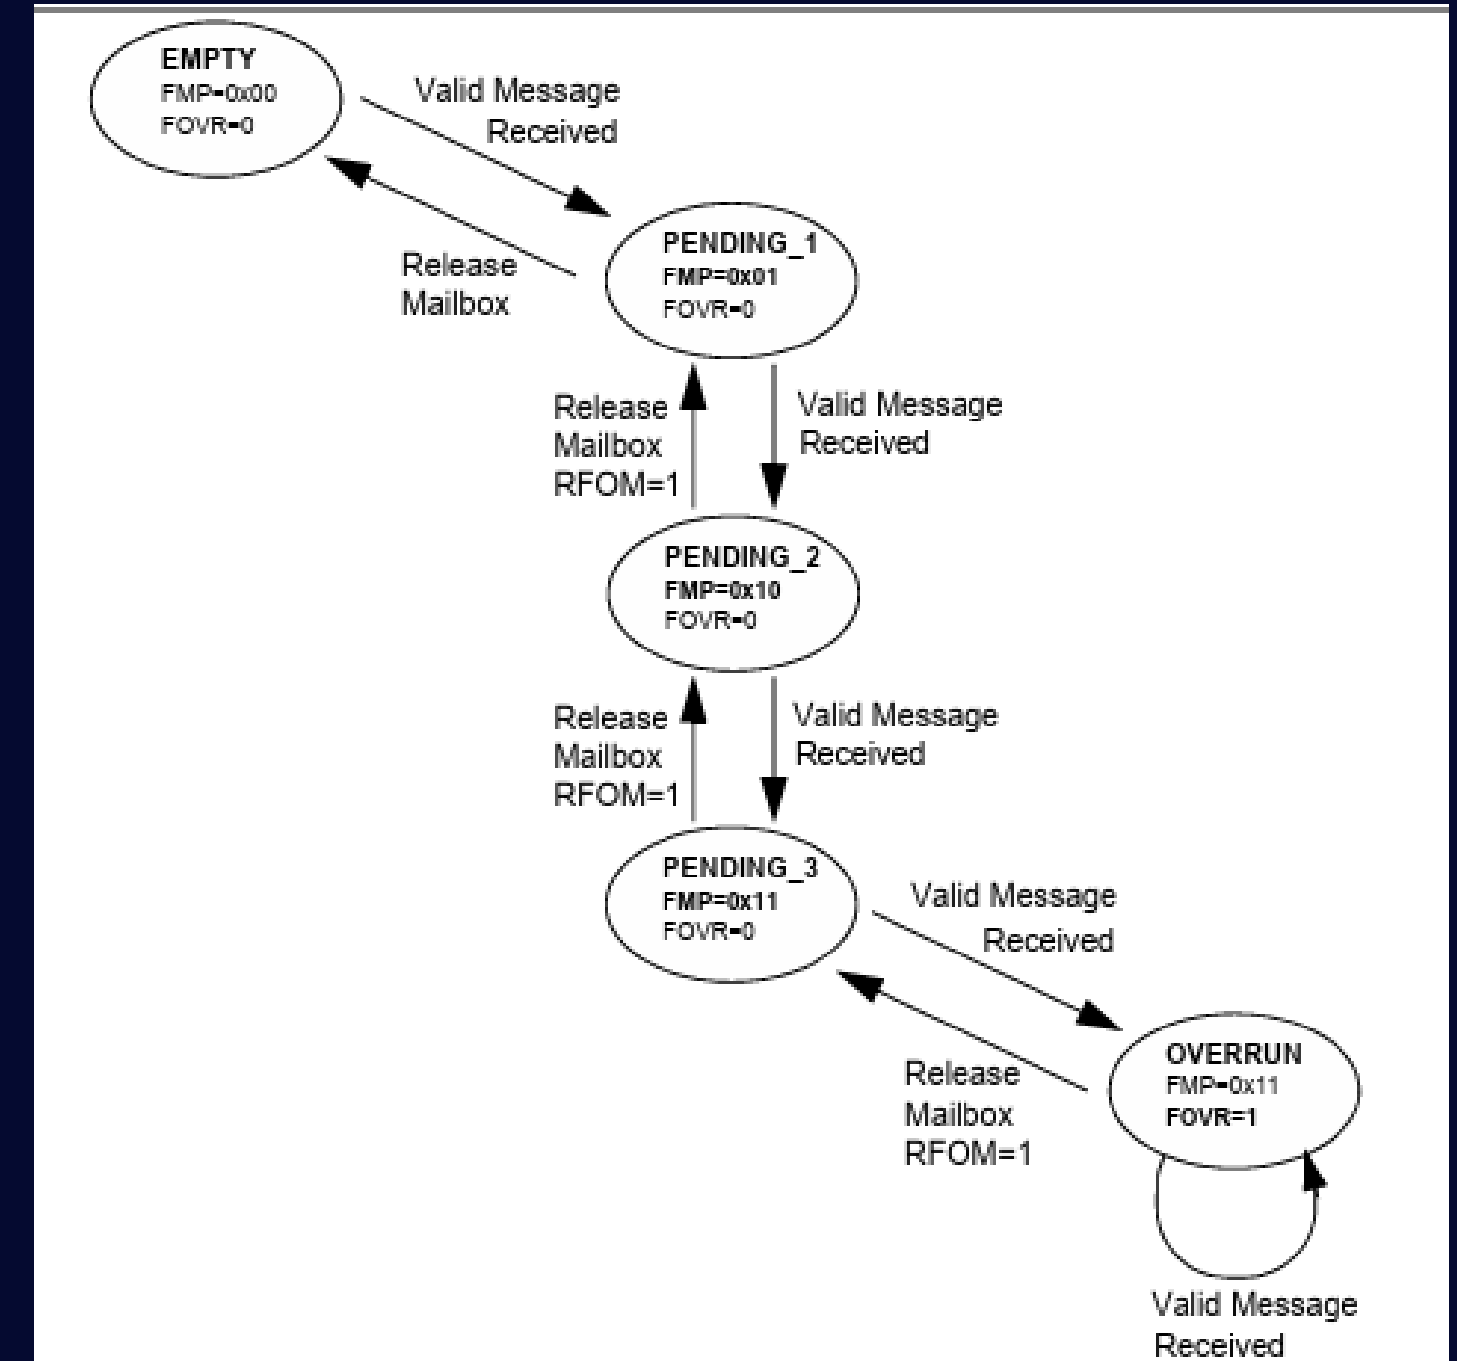 EMPTY
FMP=0x00
FOVR=0
Valid Message
Received
Release
Mailbox
PENDING_1
FMP=0x01
FOVR=0
Release
Mailbox
RFOM=1
Valid Message
Received
PENDING_2
FMP=0x10
FOVR=0
Release
Mailbox
RFOM=1
Valid Message
Received
PENDING_3
FMP=0x11
FOVR=0
Valid Message
Received
Release
Mailbox
RFOM=1
OVERRUN
FMP=0x11
FOVR=1
Valid Message
Received